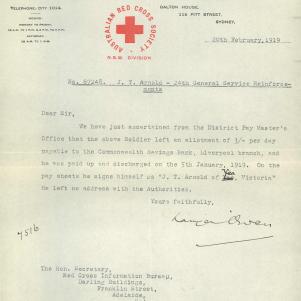 TELEPHONE: CITY 1034.
DALTON HOUSE,
115 PITT STREET,
SYDNEY.
AUSTRALIAN RED CROSS SOCIETY
N.S.W. DIVISION
20th February, 1919
No. 67248. J. T. Arnold - 24th General Service Reinforce-
ments
Dear Sir,
We have just ascertained from the District Pay Master's
Office that the above Soldier left an allotment of 3/- per day
payable to the Commonwealth Savings Bank, Liverpool branch, and
he was paid up and discharged on the 5th January, 1919. On the
pay sheets he signs himself as "J. T. Arnold of Victoria"
He left no address with the Authorities.
Yours faithfully,
The Hon. Secretary,
Red Cross Information Bureau,
Darling Buildings,
Franklin Street,
Adelaide,